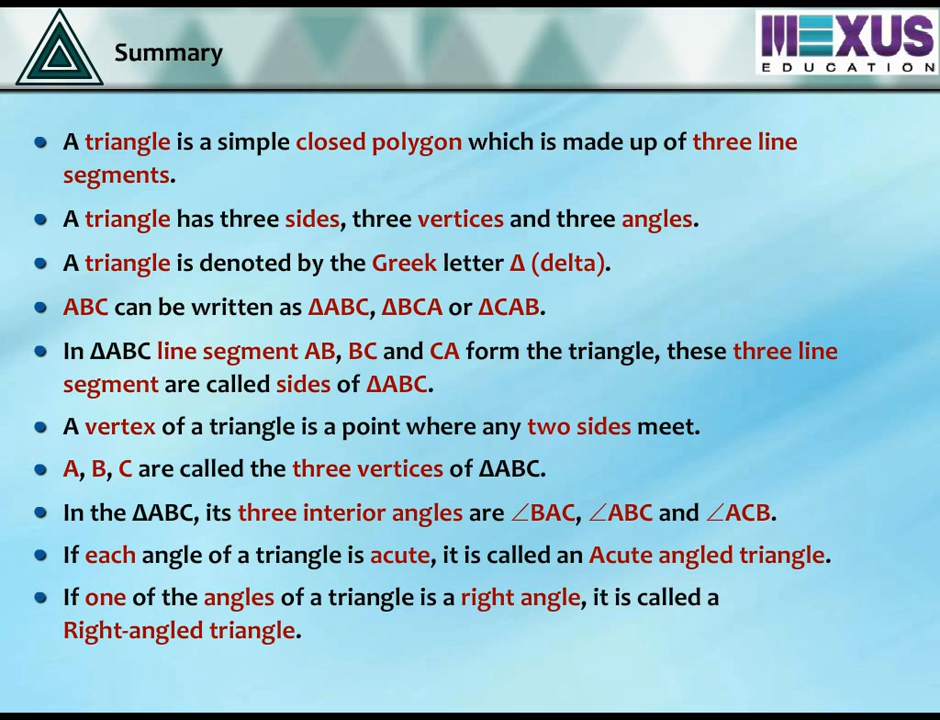 Summary
MEXUS
EDUCATION
A triangle is a simple closed polygon which is made up of three line
segments.
A triangle has three sides, three vertices and three angles.
A triangle is denoted by the Greek letter Δ (delta).
ABC can be written as ΔABC, ΔBCA or ΔCAB.
In ΔABC line segment AB, BC and CA form the triangle, these three line
segment are called sides of ΔABC.
A vertex of a triangle is a point where any two sides meet.
A, B, C are called the three vertices of ΔABC.
In the ΔABC, its three interior angles are ∠BAC, ∠ABC and ∠ACB.
If each angle of a triangle is acute, it is called an Acute angled triangle.
If one of the angles of a triangle is a right angle, it is called a
Right-angled triangle.